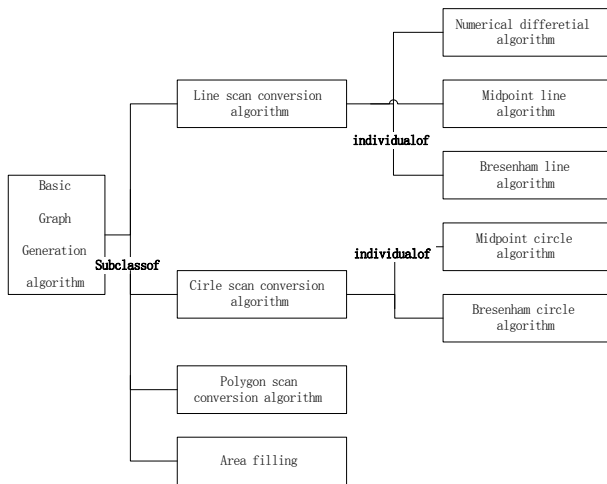 Basic
Graph
Generation
algorithm
Subclassof
Line scan conversion
algorithm
individualof
Numerical differetial
algorithm
Midpoint line
algorithm
Bresenham line
algorithm
Cirle scan conversion
algorithm
individualof
Midpoint circle
algorithm
Bresenham circle
algorithm
Polygon scan
conversion algorithm
Area filling